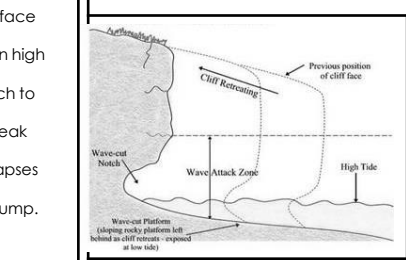 face
n high
ch to
eak
apses
ump.
Previous position
of cliff face
Cliff Retreating
Wave-cut
Notch
Wave Attack Zone
High Tide
Wave-cut Platform
(sloping rocky platform left
behind as cliff retreats - exposed
at low tide)